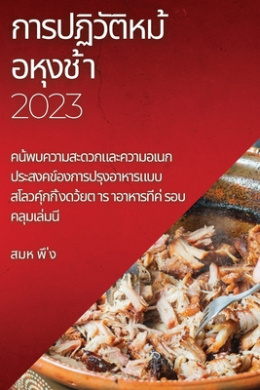 การปฏิวัติหม้
อหุงช้า
2023
ค้นพบความสะดวกและความอเนก
ประสงค์ของการปรุงอาหารแบบ
สโลวคุ้กกิ้งด้วยต ำร าอาหารที่ค รอบ
คลุมเล่มนี้
สมห พึ่ง